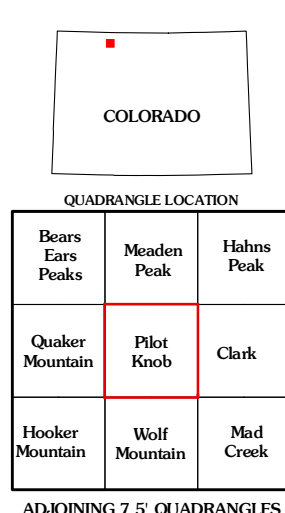 COLORADO
QUADRANGLE LOCATION
Bears
Ears
Peaks
Meaden
Peak
Hahns
Peak
Quaker
Mountain
Pilot
Knob
Clark
Hooker
Mountain
Wolf
Mountain
Mad
Creek
ADJOINING 7.5' QUADRANGLES